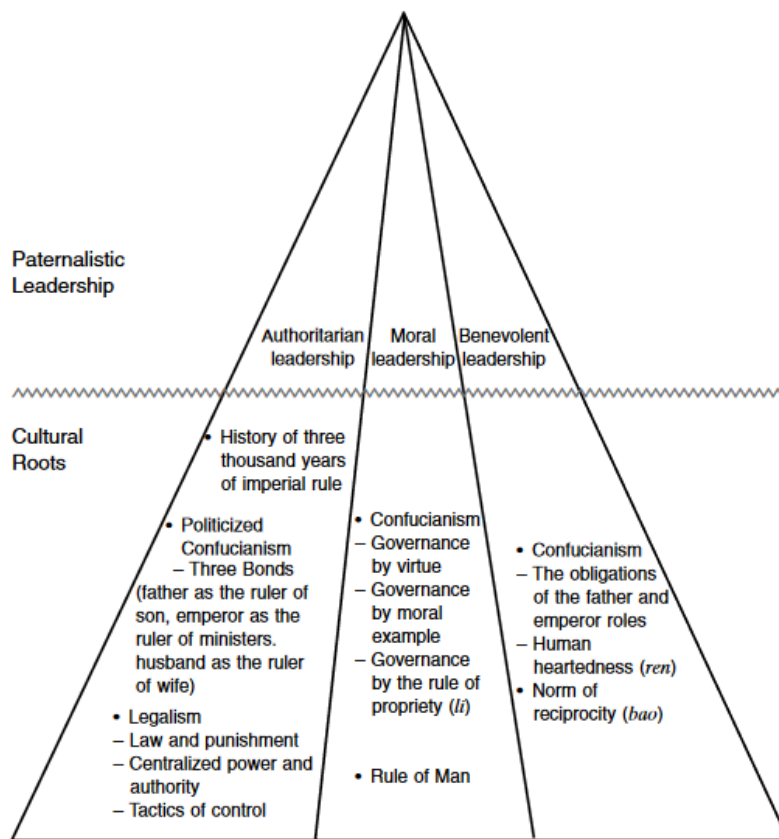 Paternalistic
Leadership
Authoritarian
leadership
Moral
leadership
Benevolent
leadership
Cultural
Roots
• History of three
thousand years
of imperial rule
• Politicized
Confucianism
– Three Bonds
(father as the ruler of
son, emperor as the
ruler of ministers.
husband as the ruler
of wife)
• Legalism
– Law and punishment
– Centralized power and
authority
– Tactics of control
• Confucianism
– Governance
by virtue
– Governance
by moral
example
– Governance
by the rule of
propriety (li)
• Rule of Man
• Confucianism
– The obligations
of the father and
emperor roles
– Human
heartedness (ren)
• Norm of
reciprocity (bao)